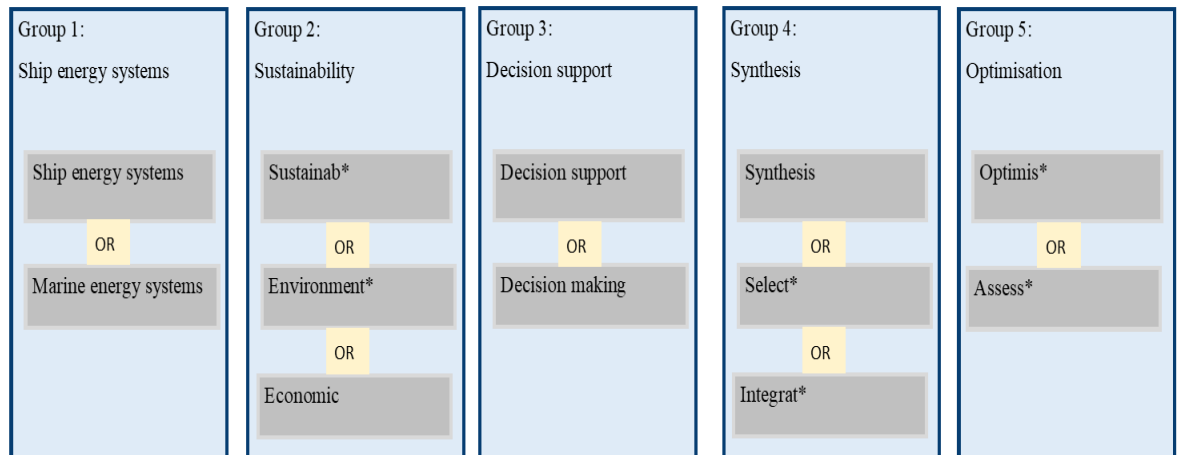 Group 1:
Ship energy systems
Ship energy systems
OR
Marine energy systems
Group 2:
Sustainability
Sustainab*
OR
Environment*
OR
Economic
Group 3:
Decision support
Decision support
OR
Decision making
Group 4:
Synthesis
Synthesis
OR
Select*
OR
Integrat*
Group 5:
Optimisation
Optimis*
OR
Assess*